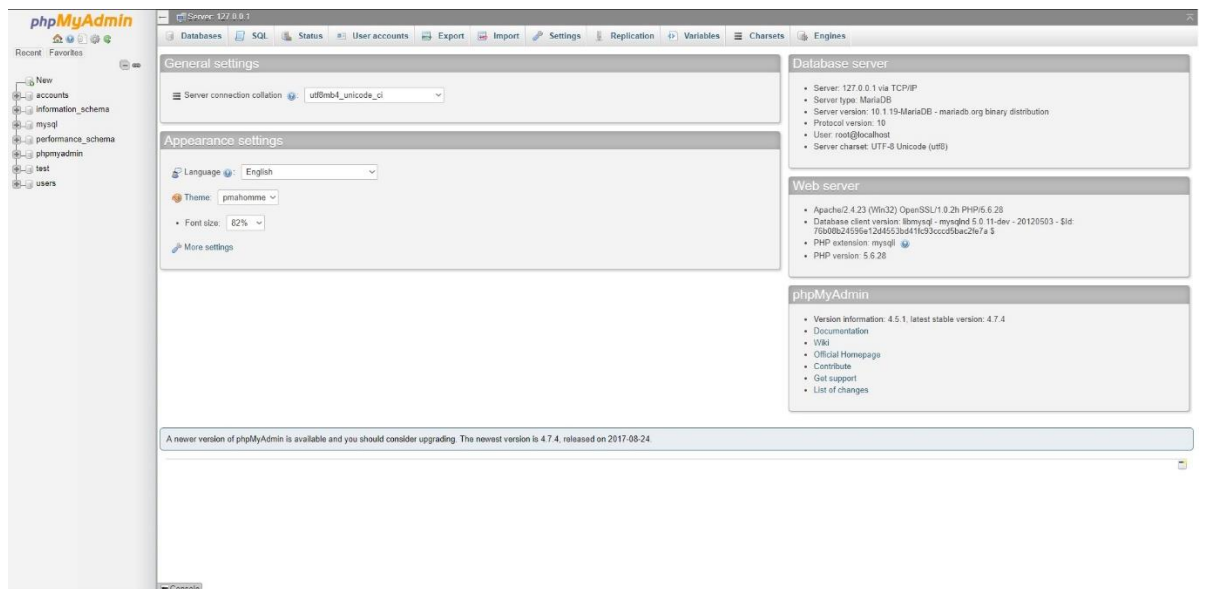 phpMyAdmin
Recent Favorites
New
accounts
information_schema
mysql
performance_schema
phpmyadmin
test
users
Server: 127.0.0.1
Databases SQL Status User accounts Export Import Settings Replication Variables Charsets Engines
General settings
Server connection collation : utf8mb4_unicode_ci
Appearance settings
Language : English
Theme: pmahomme
• Font size: 82%
More settings
Database server
• Server: 127.0.0.1 via TCP/IP
• Server type: MariaDB
• Server version: 10.1.19-MariaDB - mariadb.org binary distribution
• Protocol version: 10
• User: root@localhost
• Server charset: UTF-8 Unicode (utf8)
Web server
• Apache/2.4.23 (Win32) OpenSSL/1.0.2h PHP/5.6.28
• Database client version: libmysql - mysqlnd 5.0.11-dev - 20120503 - $Id:
76b08b24596e12d4553bd41fc93cccd5bac2fe7a $
• PHP extension: mysqli
• PHP version: 5.6.28
phpMyAdmin
• Version information: 4.5.1, latest stable version: 4.7.4
• Documentation
• Wiki
• Official Homepage
• Contribute
• Get support
• List of changes
A newer version of phpMyAdmin is available and you should consider upgrading. The newest version is 4.7.4, released on 2017-08-24.
Console